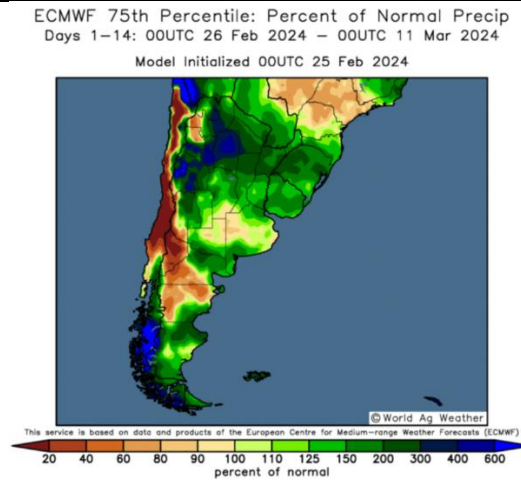 ECMWF 75th Percentile: Percent of Normal Precip
Days 1–14: 00UTC 26 Feb 2024 – 00UTC 11 Mar 2024
Model Initialized 00UTC 25 Feb 2024
© World Ag Weather
This service is based on data and products of the European Centre for Medium-range Weather Forecasts (ECMWF)
20 40 60 80 90 100 110 125 150 200 300 400 600
percent of normal